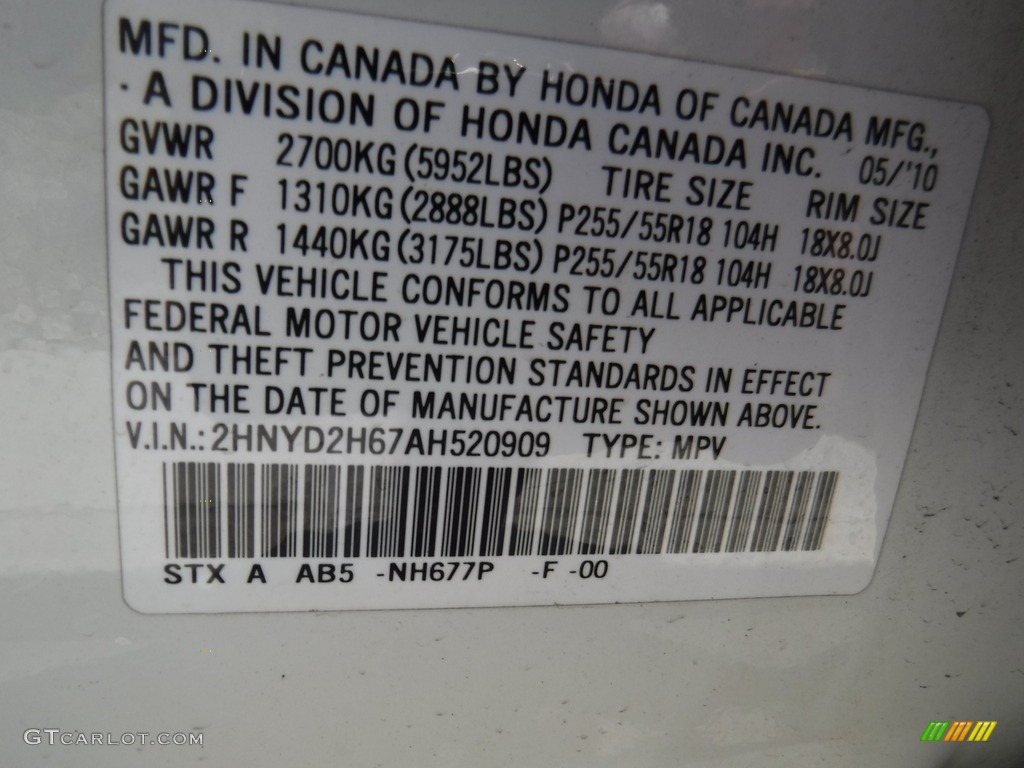 MFD. IN CANADA BY HONDA OF CANADA MFG.,
· A DIVISION OF HONDA CANADA INC. 05/'10
GVWR 2700KG (5952LBS) TIRE SIZE RIM SIZE
GAWR F 1310KG (2888LBS) P255/55R18 104H 18X8.0J
GAWR R 1440KG (3175LBS) P255/55R18 104H 18X8.0J
THIS VEHICLE CONFORMS TO ALL APPLICABLE
FEDERAL MOTOR VEHICLE SAFETY
AND THEFT PREVENTION STANDARDS IN EFFECT
ON THE DATE OF MANUFACTURE SHOWN ABOVE.
V.I.N.: 2HNYD2H67AH520909 TYPE: MPV
STX A AB5 -NH677P -F -00
GTCARLOT.COM